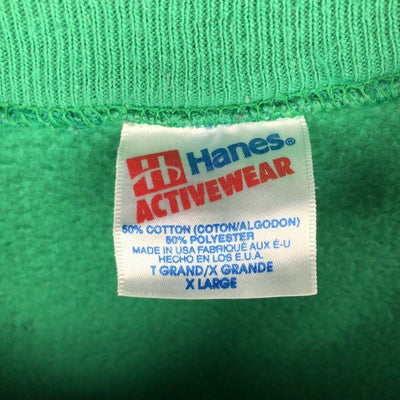 Hanes®
ACTIVEWEAR
50% COTTON (COTON/ALGODON)
50% POLYESTER
MADE IN USA FABRIQUÉ AUX É-U
HECHO EN LOS E.U.A.
T GRAND/X GRANDE
X LARGE